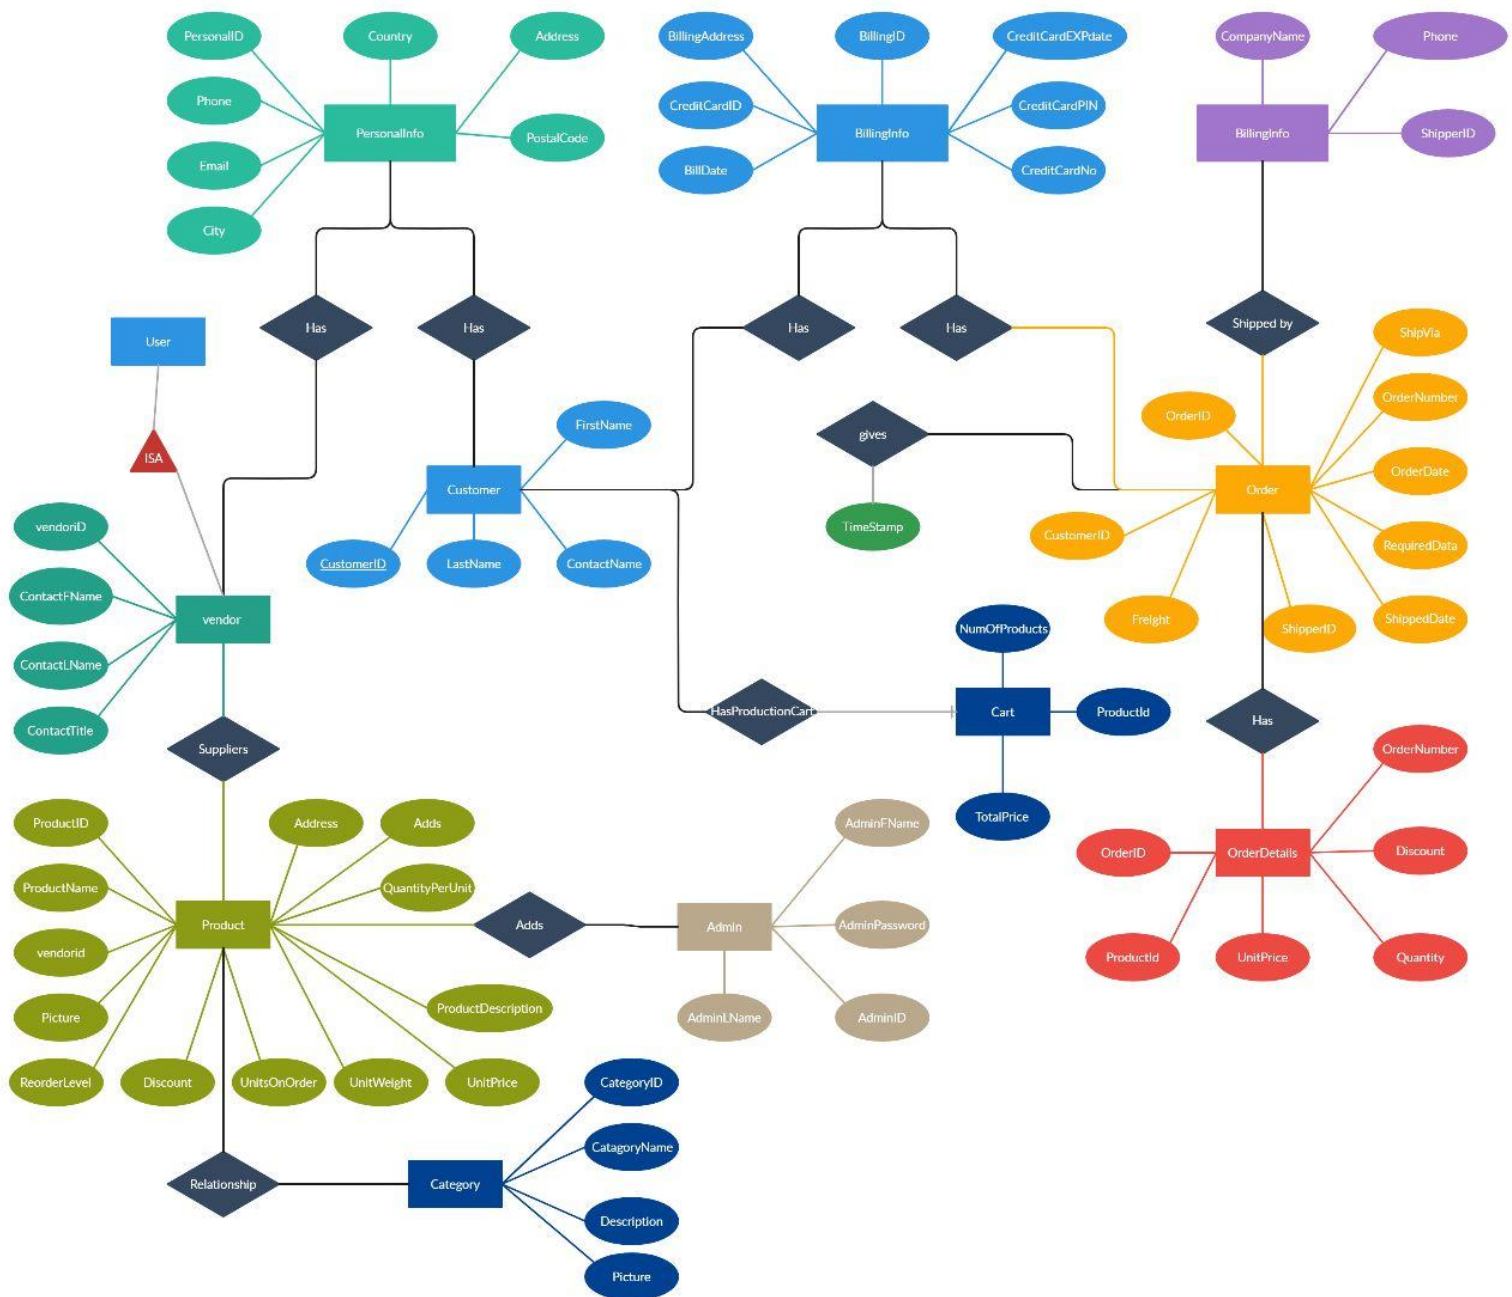 PersonalID
Country
Address
BillingAddress
BillingID
CreditCardEXPdate
CompanyName
Phone
Phone
CreditCardID
CreditCardPIN
PersonalInfo
PostalCode
BillingInfo
BillingInfo
ShipperID
Email
BillDate
CreditCardNo
City
Has
Has
Has
Has
Shipped by
ShipVia
User
OrderNumber
OrderID
FirstName
gives
ISA
OrderDate
Customer
Order
vendoriD
TimeStamp
CustomerID
RequiredData
CustomerID
LastName
ContactName
ContactFName
vendor
Freight
ShipperID
ShippedDate
NumOfProducts
ContactLName
HasProductionCart
Cart
ProductId
Has
ContactTitle
Suppliers
OrderNumber
ProductID
Address
Adds
AdminFName
TotalPrice
OrderID
OrderDetails
Discount
ProductName
QuantityPerUnit
Product
Adds
Admin
AdminPassword
vendorid
ProductId
UnitPrice
Quantity
Picture
ProductDescription
AdminLName
AdminID
ReorderLevel
Discount
UnitsOnOrder
UnitWeight
UnitPrice
CategoryID
CatagoryName
Relationship
Category
Description
Picture